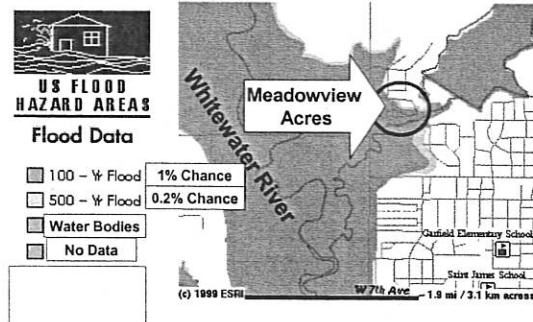 US FLOOD
HAZARD AREAS
Flood Data
100 - Yr Flood 1% Chance
500 - Yr Flood 0.2% Chance
Water Bodies
No Data
Whitewater River
Meadowview
Acres
Garfield Elementary School
Saint James School
W 7th Ave
(c) 1999 ESRI
1.9 mi / 3.1 km across